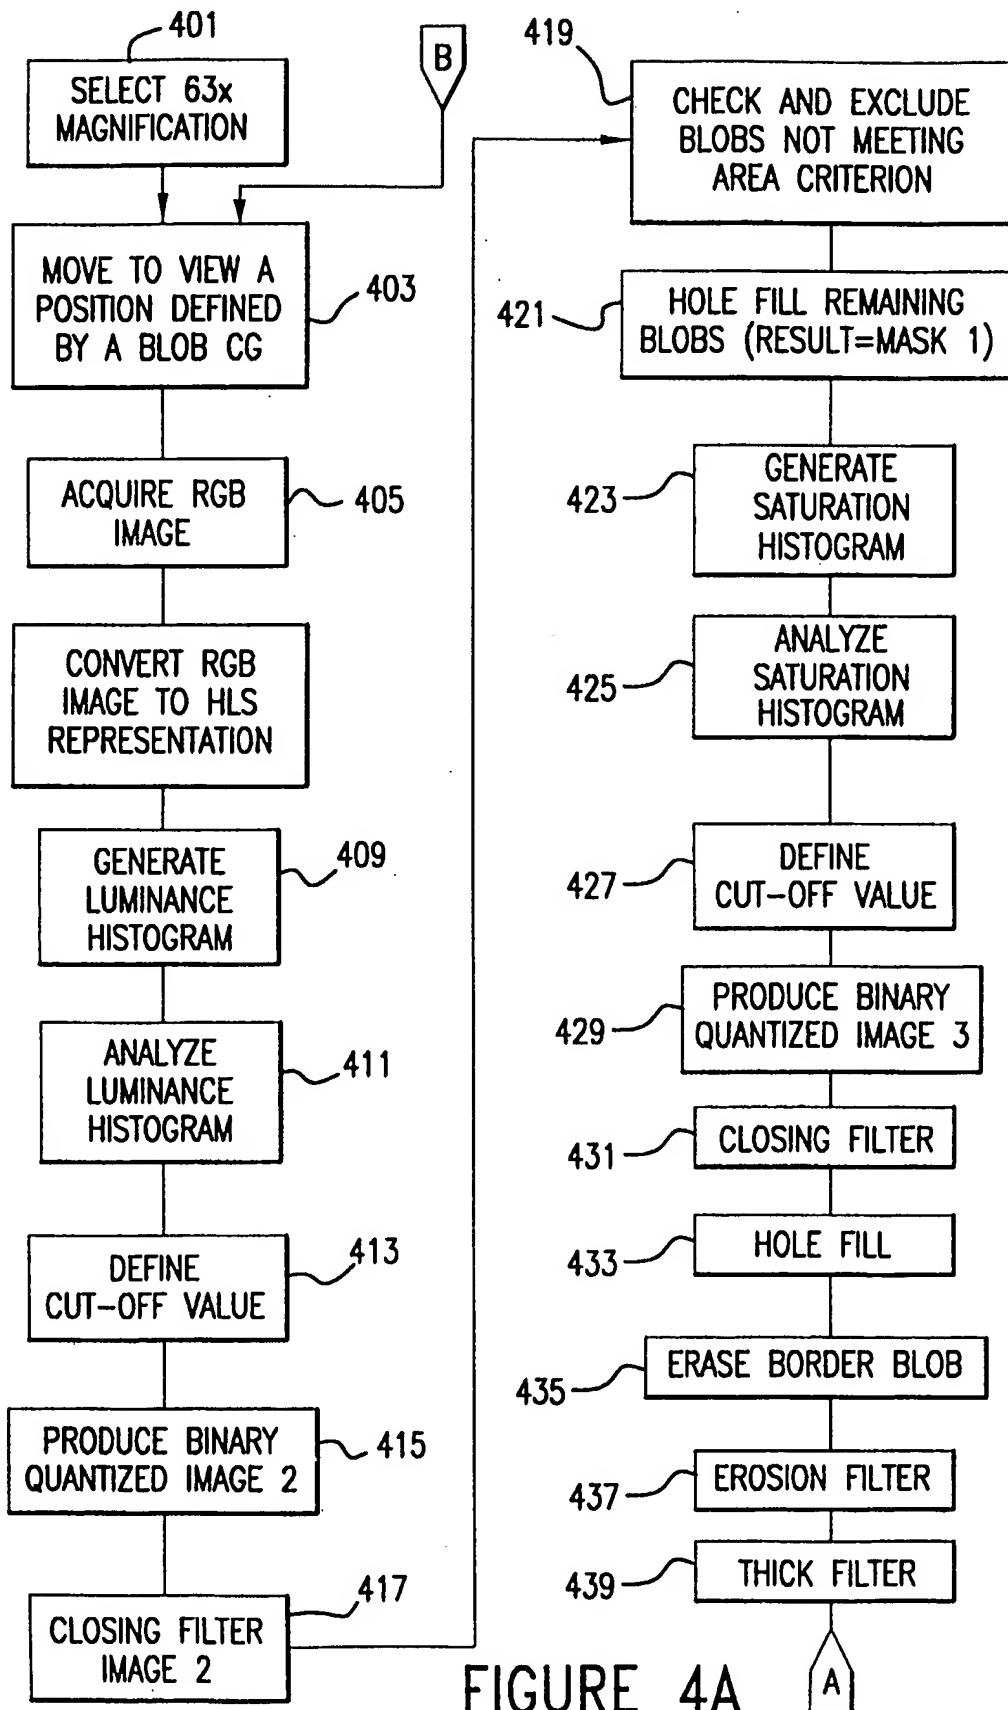 401
SELECT 63x
MAGNIFICATION
B
MOVE TO VIEW A
POSITION DEFINED
BY A BLOB CG
403
ACQUIRE RGB
IMAGE
405
CONVERT RGB
IMAGE TO HLS
REPRESENTATION
GENERATE
LUMINANCE
HISTOGRAM
409
ANALYZE
LUMINANCE
HISTOGRAM
411
DEFINE
CUT-OFF VALUE
413
PRODUCE BINARY
QUANTIZED IMAGE 2
415
CLOSING FILTER
IMAGE 2
417
419
CHECK AND EXCLUDE
BLOBS NOT MEETING
AREA CRITERION
421
HOLE FILL REMAINING
BLOBS (RESULT=MASK 1)
423
GENERATE
SATURATION
HISTOGRAM
425
ANALYZE
SATURATION
HISTOGRAM
427
DEFINE
CUT-OFF VALUE
429
PRODUCE BINARY
QUANTIZED IMAGE 3
431
CLOSING FILTER
433
HOLE FILL
435
ERASE BORDER BLOB
437
EROSION FILTER
439
THICK FILTER
A
FIGURE 4A